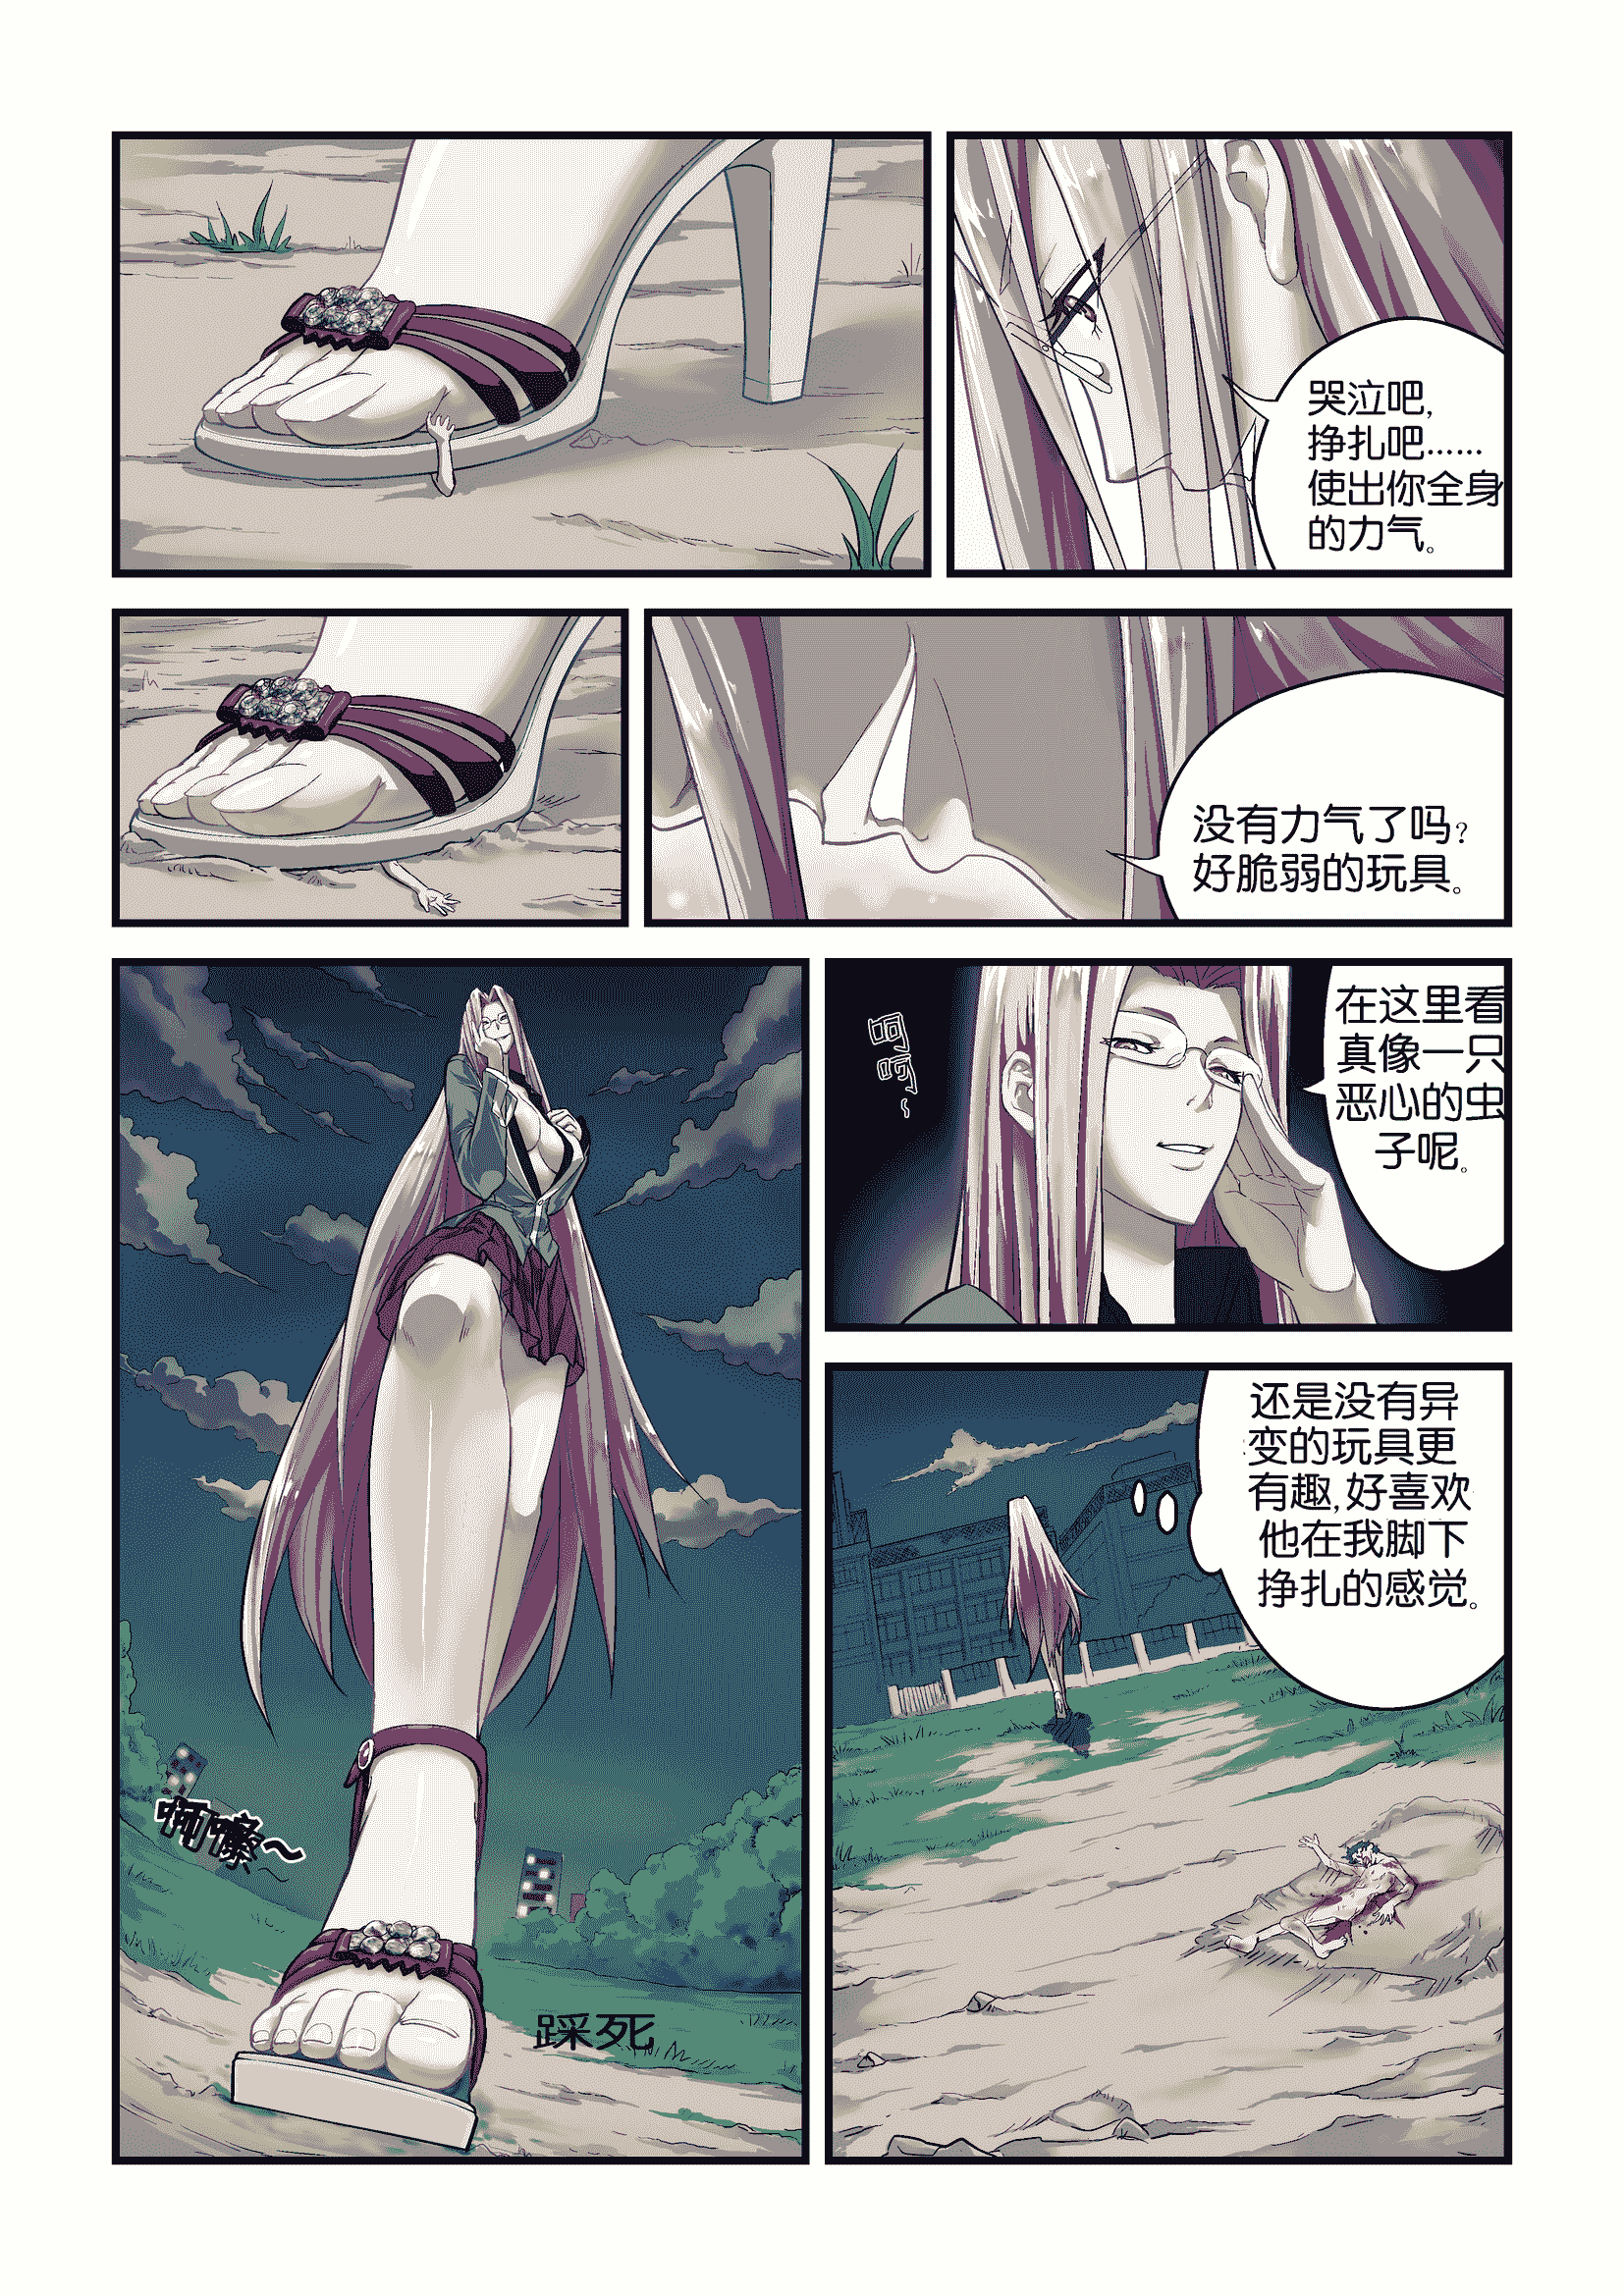 哭泣吧,
挣扎吧……
使出你全身
的力气。
没有力气了吗?
好脆弱的玩具。
呵
呵~
在这里看
真像一只
恶心的虫
子呢。
啊嚓~
踩死
还是没有异
变的玩具更
有趣,好喜欢
他在我脚下
挣扎的感觉。